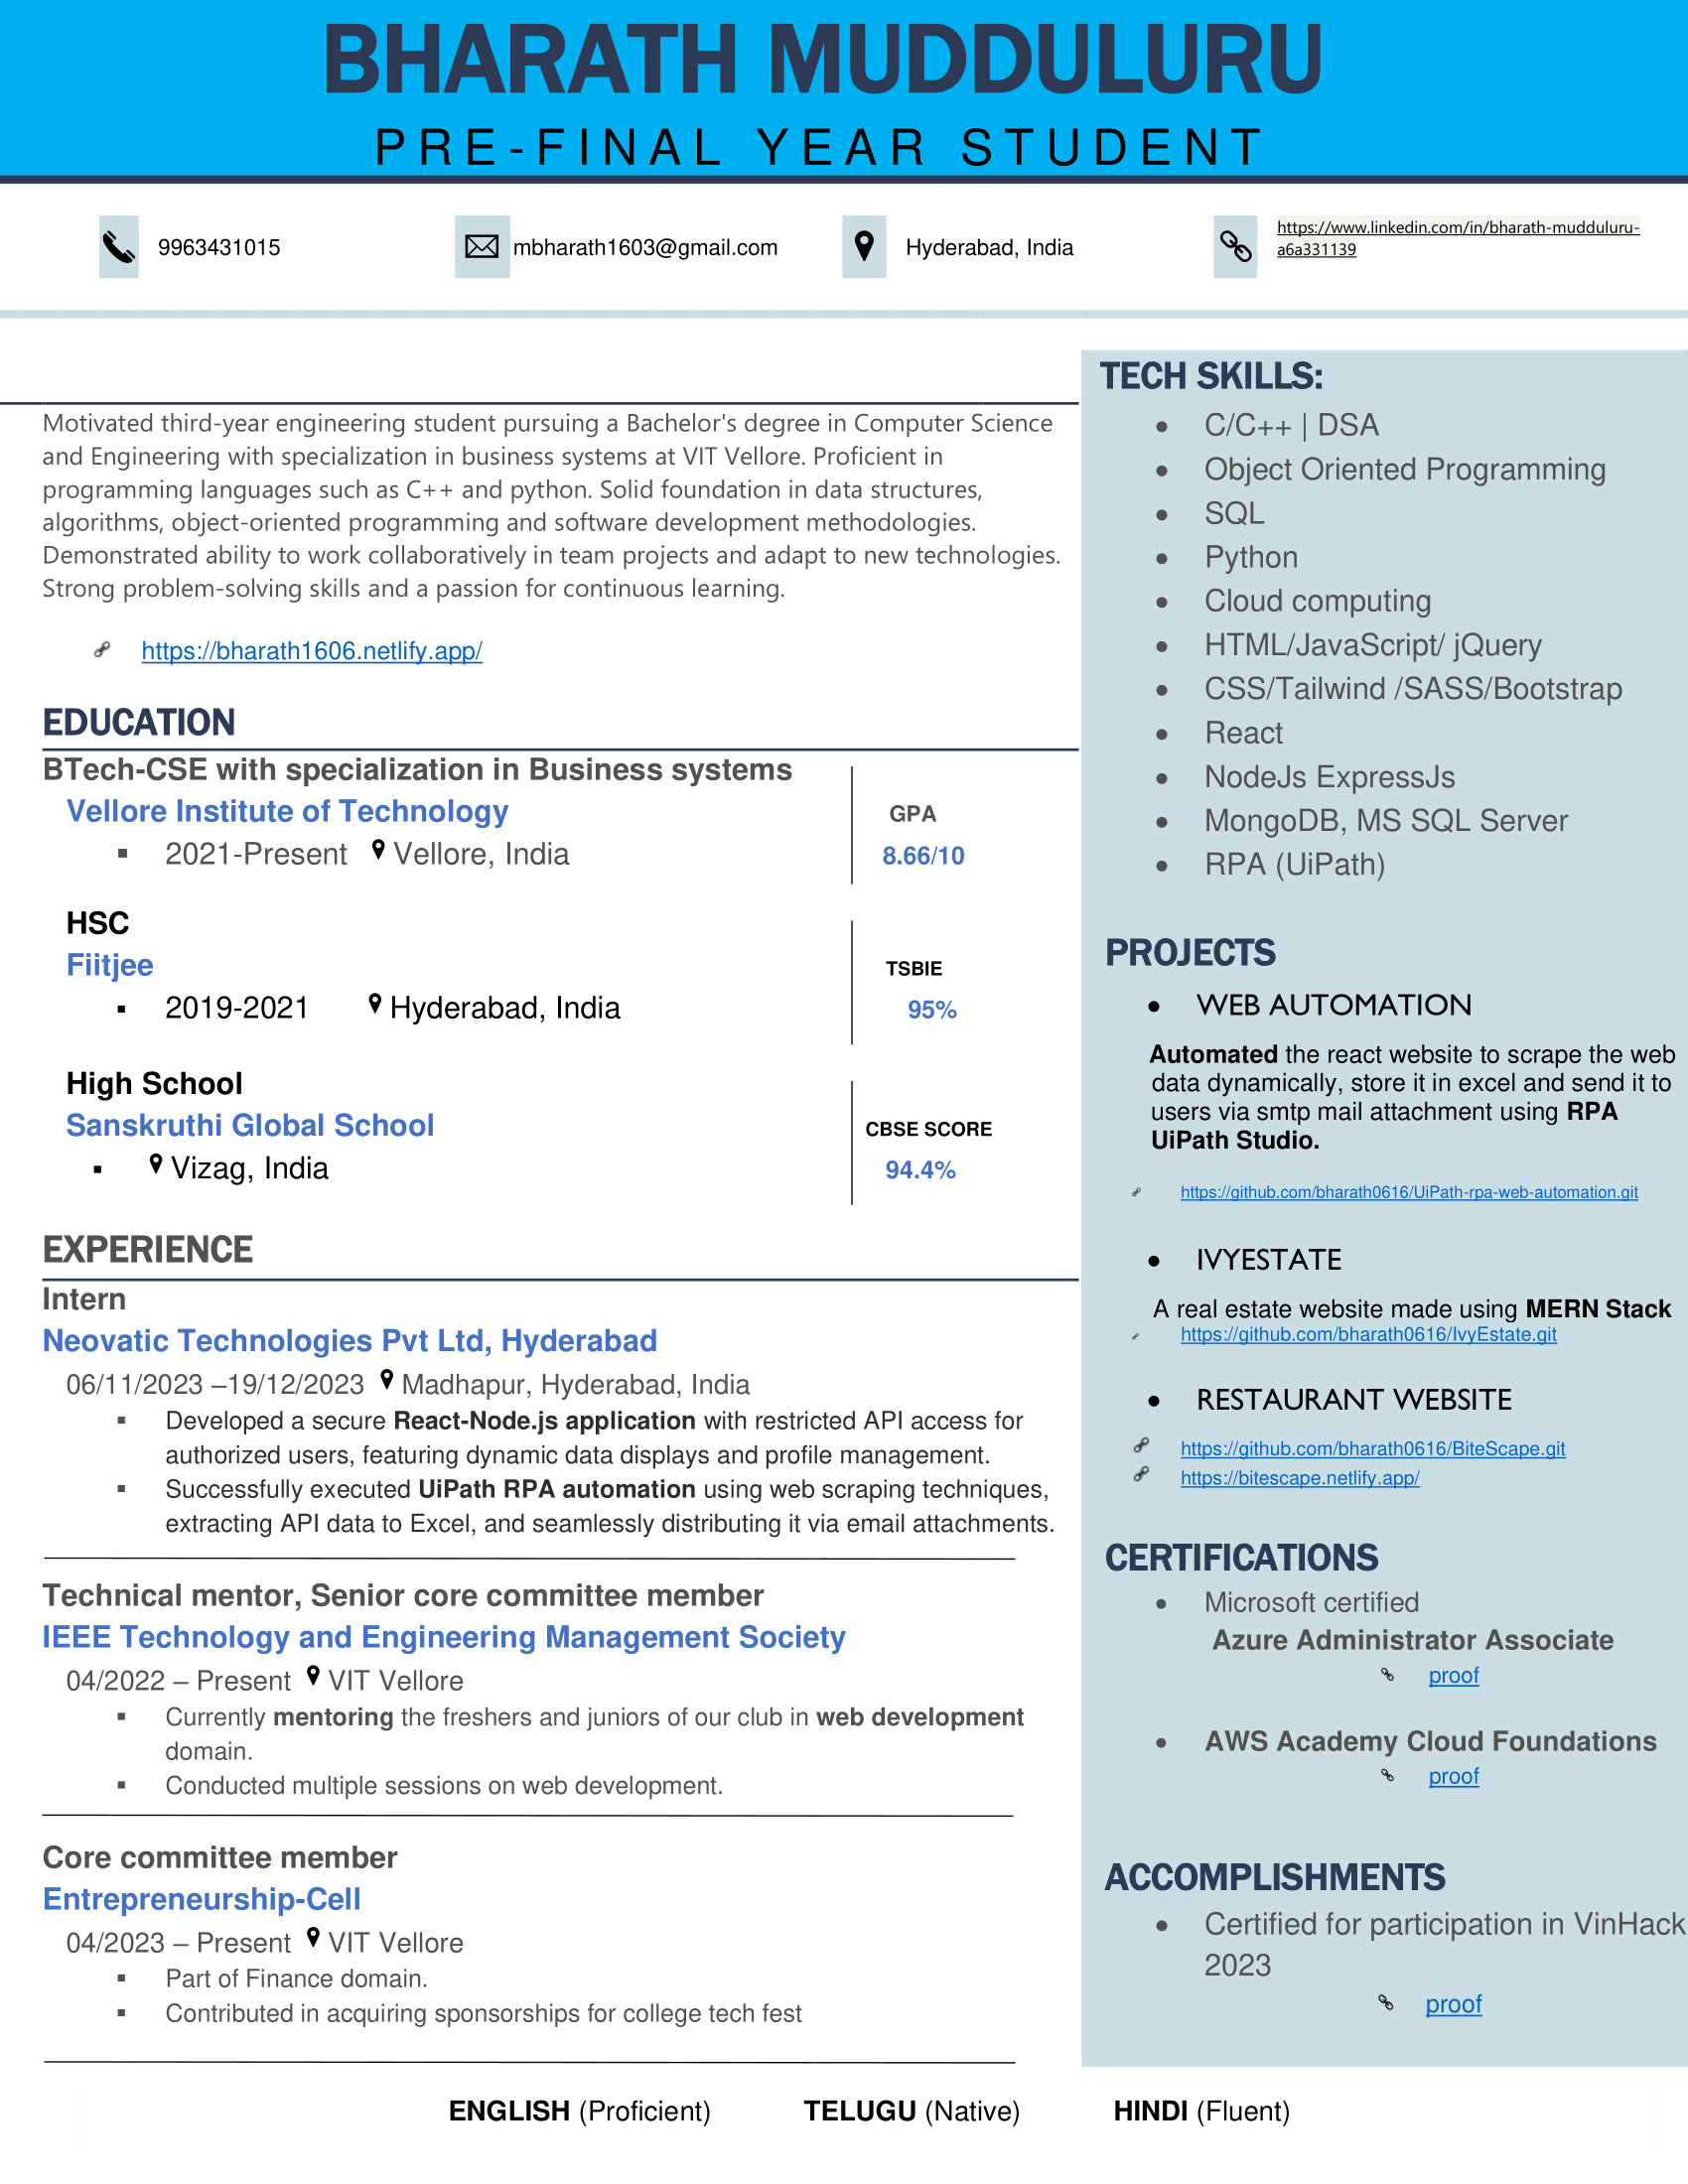 BHARATH MUDDULURU
PRE-FINAL YEAR STUDENT
9963431015
mbharath1603@gmail.com
Hyderabad, India
https://www.linkedin.com/in/bharath-mudduluru-
a6a331139
Motivated third-year engineering student pursuing a Bachelor's degree in Computer Science
and Engineering with specialization in business systems at VIT Vellore. Proficient in
programming languages such as C++ and python. Solid foundation in data structures,
algorithms, object-oriented programming and software development methodologies.
Demonstrated ability to work collaboratively in team projects and adapt to new technologies.
Strong problem-solving skills and a passion for continuous learning.
https://bharath1606.netlify.app/
EDUCATION
BTech-CSE with specialization in Business systems
Vellore Institute of Technology
▪ 2021-Present Vellore, India
GPA
8.66/10
HSC
Fiitjee
▪ 2019-2021 Hyderabad, India
TSBIE
95%
High School
Sanskruthi Global School
▪ Vizag, India
CBSE SCORE
94.4%
EXPERIENCE
Intern
Neovatic Technologies Pvt Ltd, Hyderabad
06/11/2023 –19/12/2023 Madhapur, Hyderabad, India
▪ Developed a secure React-Node.js application with restricted API access for
authorized users, featuring dynamic data displays and profile management.
▪ Successfully executed UiPath RPA automation using web scraping techniques,
extracting API data to Excel, and seamlessly distributing it via email attachments.
Technical mentor, Senior core committee member
IEEE Technology and Engineering Management Society
04/2022 – Present VIT Vellore
▪ Currently mentoring the freshers and juniors of our club in web development
domain.
▪ Conducted multiple sessions on web development.
Core committee member
Entrepreneurship-Cell
04/2023 – Present VIT Vellore
▪ Part of Finance domain.
▪ Contributed in acquiring sponsorships for college tech fest
TECH SKILLS:
• C/C++ | DSA
• Object Oriented Programming
• SQL
• Python
• Cloud computing
• HTML/JavaScript/ jQuery
• CSS/Tailwind /SASS/Bootstrap
• React
• NodeJs ExpressJs
• MongoDB, MS SQL Server
• RPA (UiPath)
PROJECTS
• WEB AUTOMATION
Automated the react website to scrape the web
data dynamically, store it in excel and send it to
users via smtp mail attachment using RPA
UiPath Studio.
https://github.com/bharath0616/UiPath-rpa-web-automation.git
• IVYESTATE
A real estate website made using MERN Stack
https://github.com/bharath0616/IvyEstate.git
• RESTAURANT WEBSITE
https://github.com/bharath0616/BiteScape.git
https://bitescape.netlify.app/
CERTIFICATIONS
• Microsoft certified
Azure Administrator Associate
proof
• AWS Academy Cloud Foundations
proof
ACCOMPLISHMENTS
• Certified for participation in VinHack
2023
proof
ENGLISH (Proficient) TELUGU (Native) HINDI (Fluent)